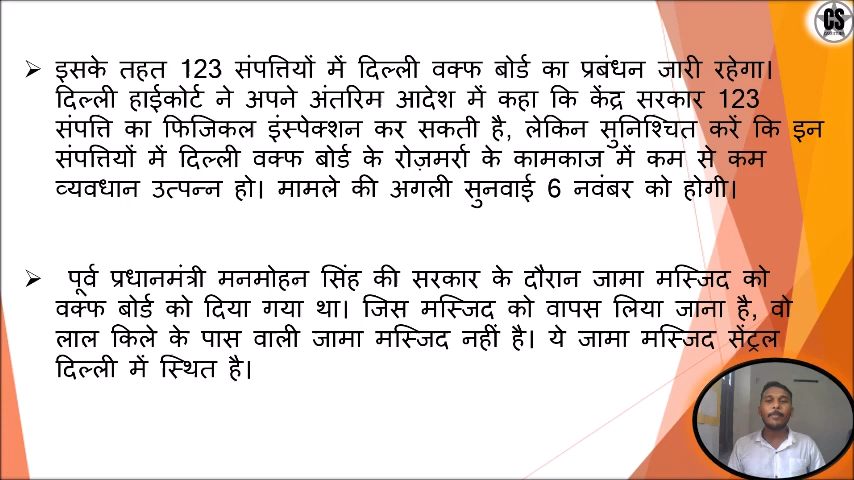 CS
➢ इसके तहत 123 संपत्तियों में दिल्ली वक्फ बोर्ड का प्रबंधन जारी रहेगा।
दिल्ली हाईकोर्ट ने अपने अंतरिम आदेश में कहा कि केंद्र सरकार 123
संपत्ति का फिजिकल इंस्पेक्शन कर सकती है, लेकिन सुनिश्चित करें कि इन
संपत्तियों में दिल्ली वक्फ बोर्ड के रोज़मर्रा के कामकाज में कम से कम
व्यवधान उत्पन्न हो। मामले की अगली सुनवाई 6 नवंबर को होगी।
➢ पूर्व प्रधानमंत्री मनमोहन सिंह की सरकार के दौरान जामा मस्जिद को
वक्फ बोर्ड को दिया गया था। जिस मस्जिद को वापस लिया जाना है, वो
लाल किले के पास वाली जामा मस्जिद नहीं है। ये जामा मस्जिद सेंट्रल
दिल्ली में स्थित है।